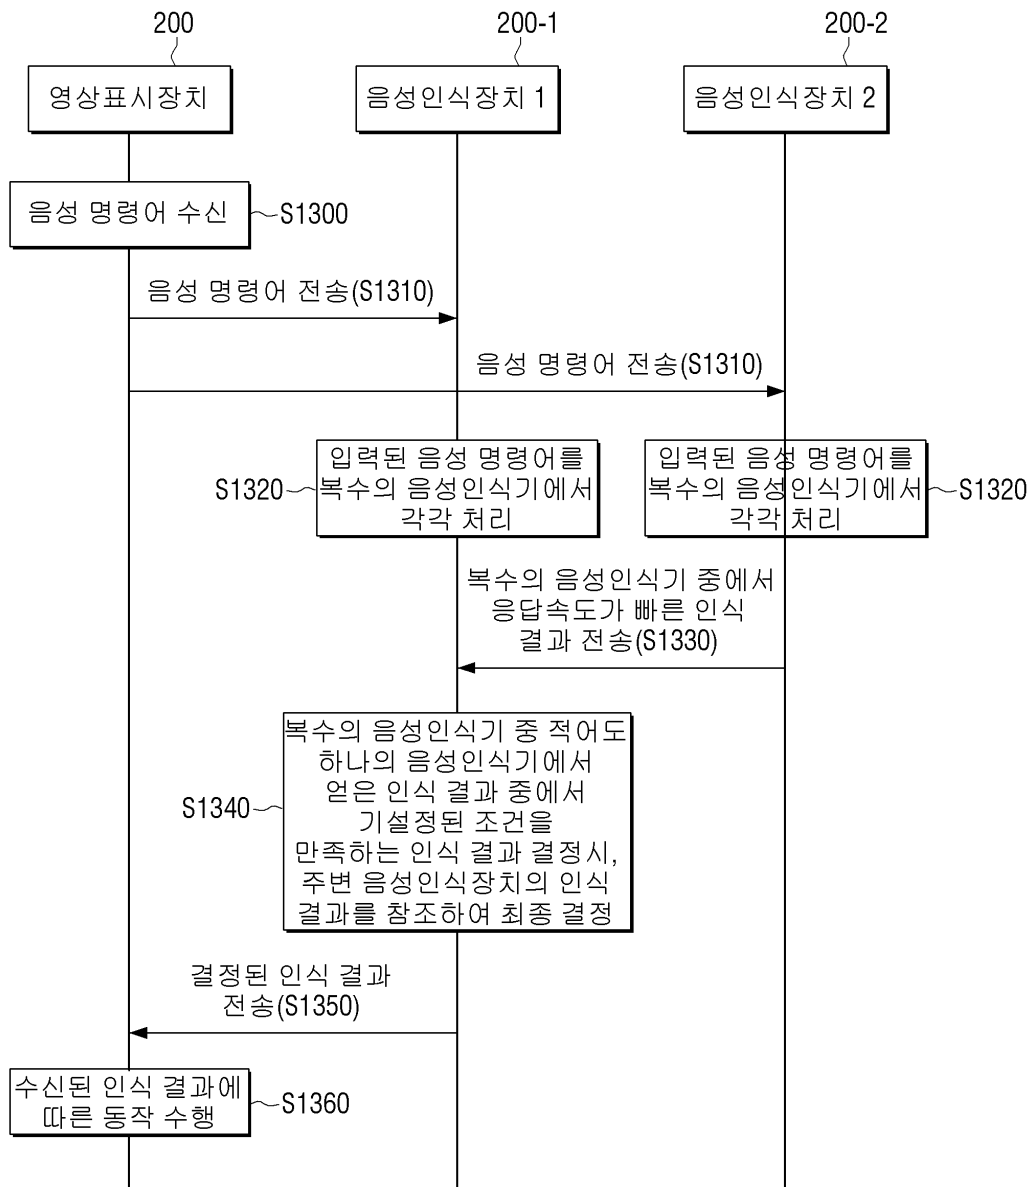 200
200-1
200-2
영상표시장치
음성인식장치 1
음성인식장치 2
음성 명령어 수신
S1300
음성 명령어 전송(S1310)
음성 명령어 전송(S1310)
S1320
입력된 음성 명령어를
복수의 음성인식기에서
각각 처리
입력된 음성 명령어를
복수의 음성인식기에서
각각 처리
S1320
복수의 음성인식기 중에서
응답속도가 빠른 인식
결과 전송(S1330)
S1340
복수의 음성인식기 중 적어도
하나의 음성인식기에서
얻은 인식 결과 중에서
기설정된 조건을
만족하는 인식 결과 결정시,
주변 음성인식장치의 인식
결과를 참조하여 최종 결정
결정된 인식 결과
전송(S1350)
수신된 인식 결과에
따른 동작 수행
S1360